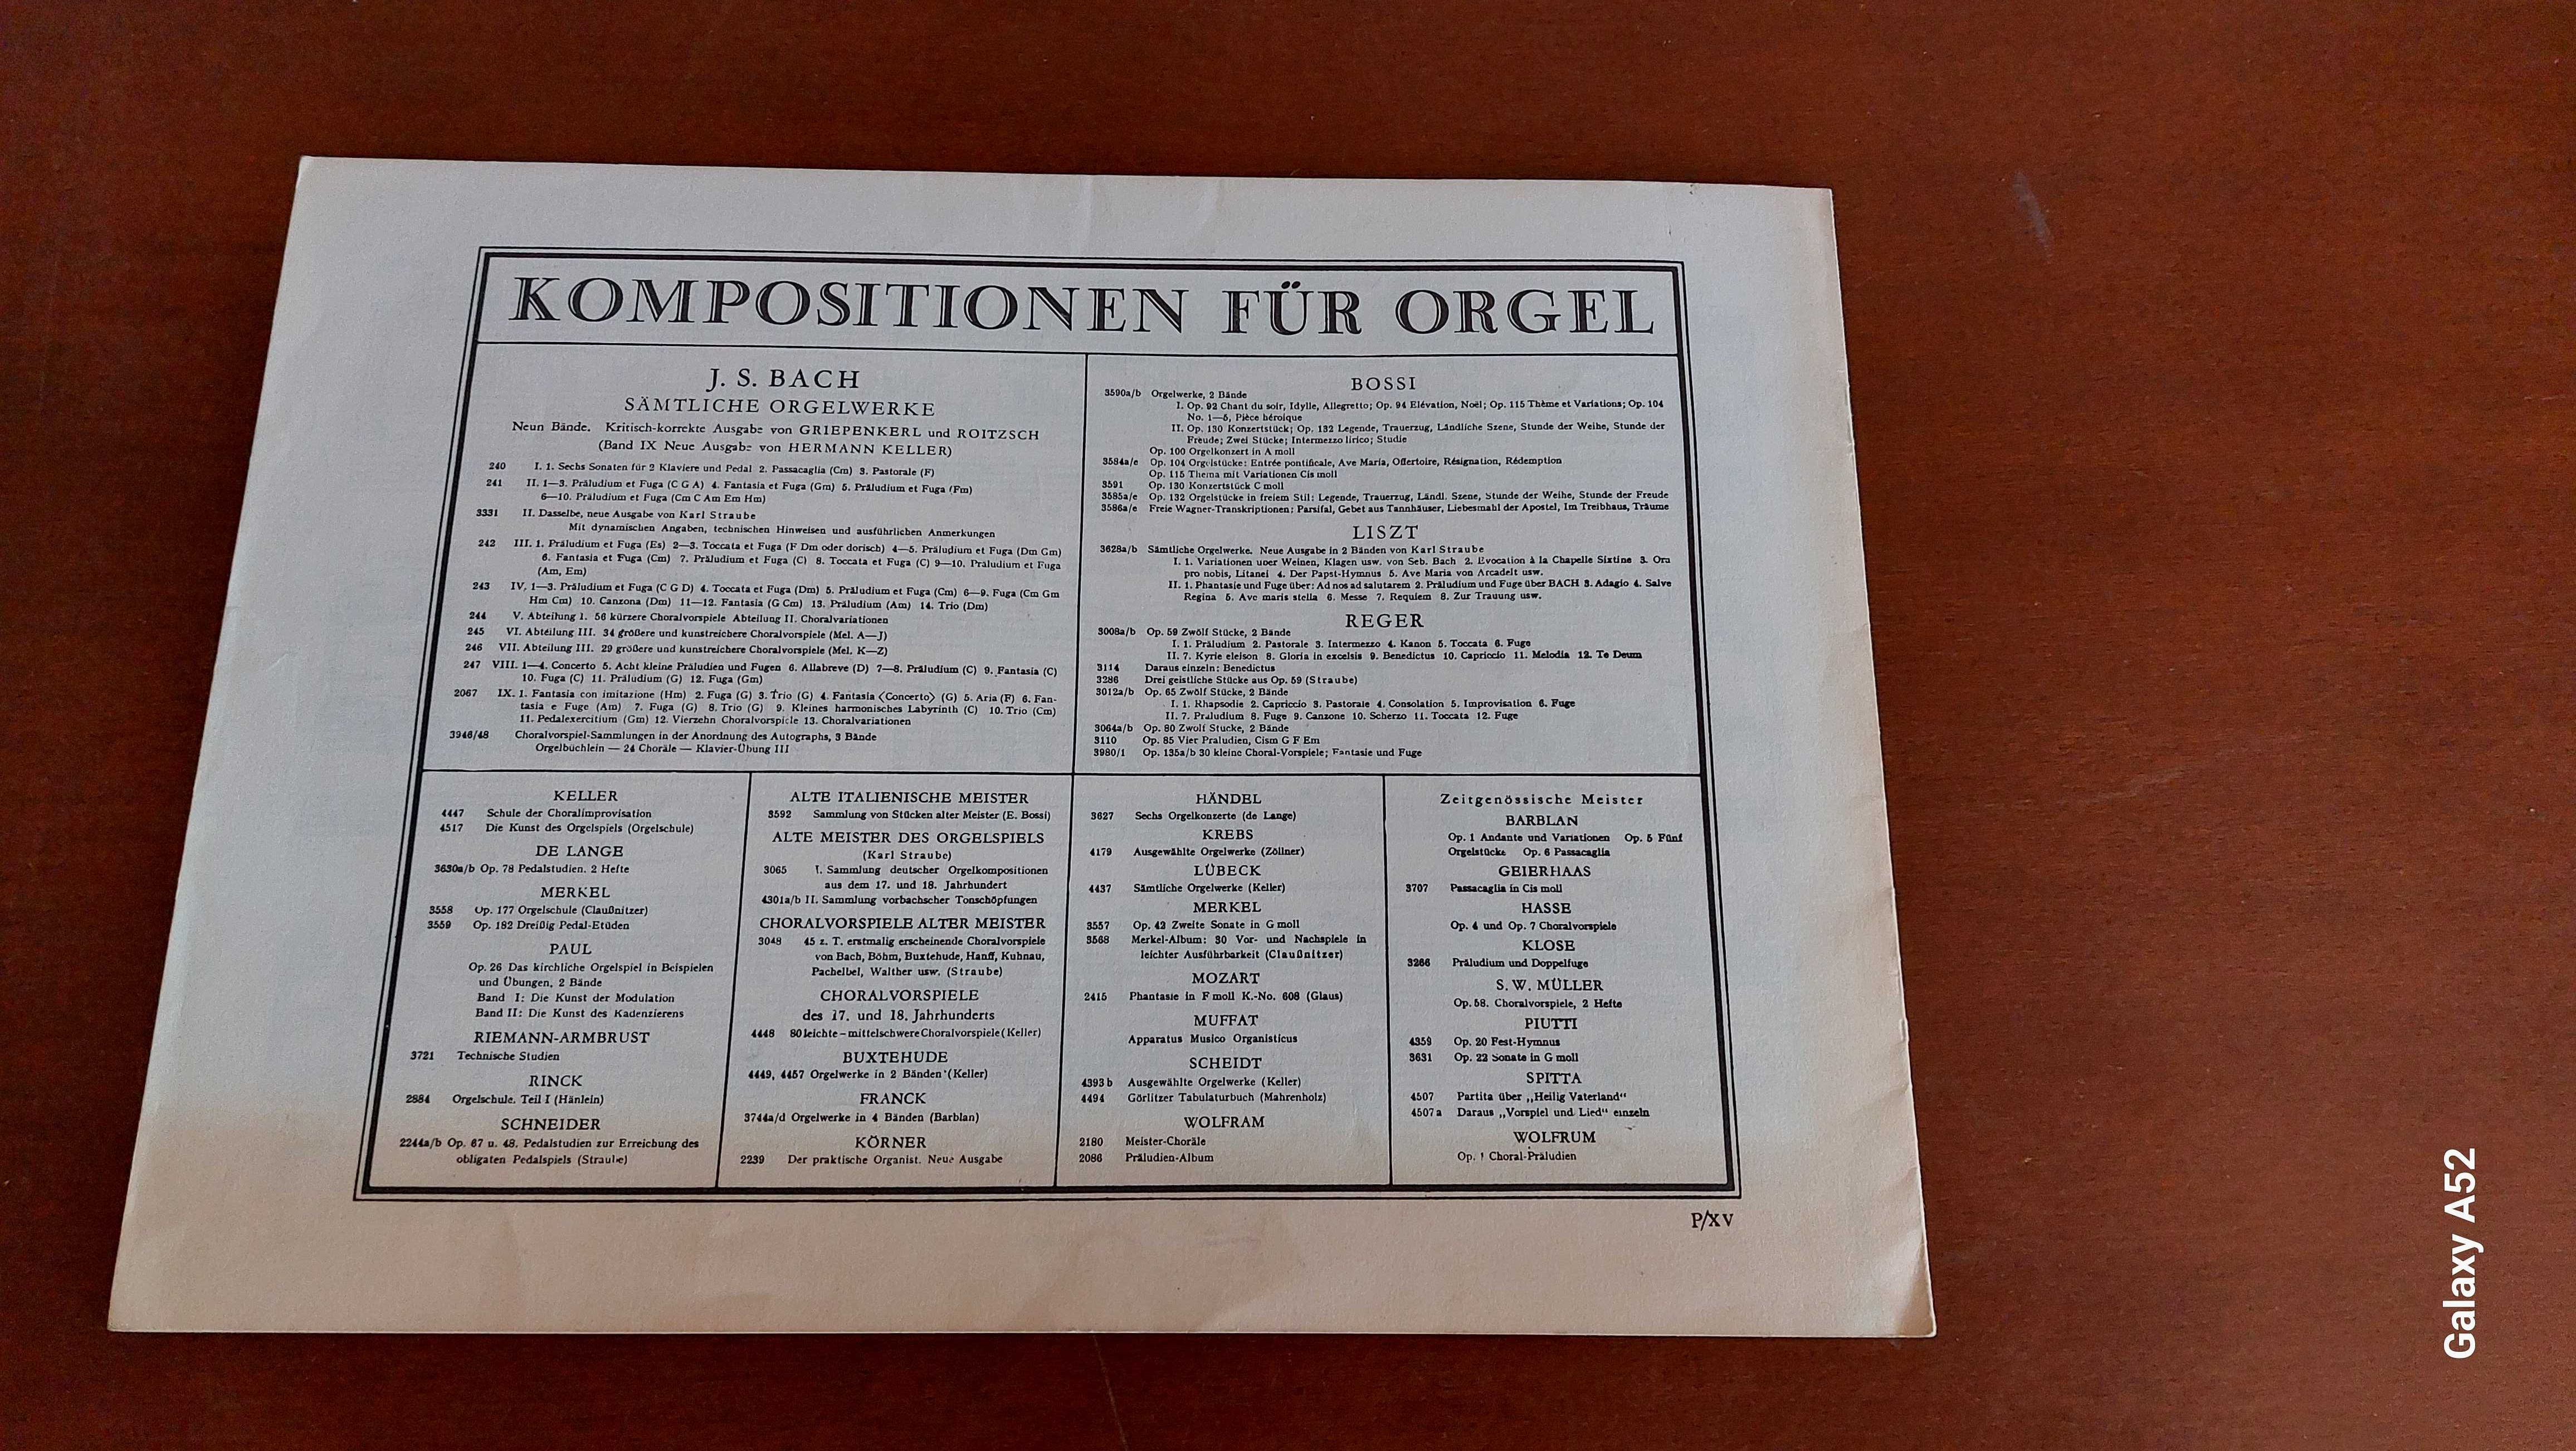 KOMPOSITIONEN FÜR ORGEL
J. S. BACH
SÄMTLICHE ORGELWERKE
Neun Bände. Kritisch-korrekte Ausgabe von GRIEPENKERL und ROITZSCH
(Band IX Neue Ausgabe von HERMANN KELLER)
240 I. 1. Sechs Sonaten für 2 Klaviere und Pedal 2. Passacaglia (Cm) 3. Pastorale (F)
241 II. 1—3. Präludium et Fuga (C G A) 4. Fantasia et Fuga (Gm) 5. Präludium et Fuga (Fm)
6—10. Präludium et Fuga (Cm C Am Em Hm)
3331 II. Dasselbe, neue Ausgabe von Karl Straube
Mit dynamischen Angaben, technischen Hinweisen und ausführlichen Anmerkungen
242 III. 1. Präludium et Fuga (Es) 2—3. Toccata et Fuga (F Dm oder dorisch) 4—5. Präludium et Fuga (Dm Gm)
6. Fantasia et Fuga (Cm) 7. Präludium et Fuga (C) 8. Toccata et Fuga (C) 9—10. Präludium et Fuga
(Am, Em)
243 IV. 1—3. Präludium et Fuga (C G D) 4. Toccata et Fuga (Dm) 5. Präludium et Fuga (Cm) 6—9. Fuga (Cm Gm
Hm Cm) 10. Canzona (Dm) 11—12. Fantasia (G Cm) 13. Präludium (Am) 14. Trio (Dm)
244 V. Abteilung I. 56 kürzere Choralvorspiele Abteilung II. Choralvariationen
245 VI. Abteilung III. 34 größere und kunstreichere Choralvorspiele (Mel. A—J)
246 VII. Abteilung III. 29 größere und kunstreichere Choralvorspiele (Mel. K—Z)
247 VIII. 1—4. Concerto 5. Acht kleine Präludien und Fugen 6. Allabreve (D) 7—8. Präludium (C) 9. Fantasia (C)
10. Fuga (C) 11. Präludium (G) 12. Fuga (Gm)
2067 IX. 1. Fantasia con imitazione (Hm) 2. Fuga (G) 3. Trio (G) 4. Fantasia <Concerto> (G) 5. Aria (F) 6. Fan-
tasia e Fuge (Am) 7. Fuga (G) 8. Trio (G) 9. Kleines harmonisches Labyrinth (C) 10. Trio (Cm)
11. Pedalexercitium (Gm) 12. Vierzehn Choralvorspiele 13. Choralvariationen
3946/48 Choralvorspiel-Sammlungen in der Anordnung des Autographs, 3 Bände
Orgelbüchlein — 24 Choräle — Klavier-Übung III
BOSSI
3590a/b Orgelwerke, 2 Bände
I. Op. 92 Chant du soir, Idylle, Allegretto; Op. 94 Elévation, Noël; Op. 115 Thème et Variations; Op. 104
No. 1—5, Pièce héroique
II. Op. 130 Konzertstück; Op. 132 Legende, Trauerzug, Ländliche Szene, Stunde der Weihe, Stunde der
Freude; Zwei Stücke; Intermezzo lirico; Studie
Op. 100 Orgelkonzert in A moll
3584a/e Op. 104 Orgelstücke: Entrée pontificale, Ave Maria, Offertoire, Résignation, Rédemption
Op. 115 Thema mit Variationen Cis moll
3591 Op. 130 Konzertstück C moll
3585a/e Op. 132 Orgelstücke in freiem Stil: Legende, Trauerzug, Ländl. Szene, Stunde der Weihe, Stunde der Freude
3586a/e Freie Wagner-Transkriptionen: Parsifal, Gebet aus Tannhäuser, Liebesmahl der Apostel, Im Treibhaus, Träume
LISZT
3628a/b Sämtliche Orgelwerke. Neue Ausgabe in 2 Bänden von Karl Straube
I. 1. Variationen über Weinen, Klagen usw. von Seb. Bach 2. Evocation à la Chapelle Sixtine 3. Ora
pro nobis, Litanei 4. Der Papst-Hymnus 5. Ave Maria von Arcadelt usw.
II. 1. Phantasie und Fuge über: Ad nos ad salutarem 2. Präludium und Fuge über BACH 3. Adagio 4. Salve
Regina 5. Ave maris stella 6. Messe 7. Requiem 8. Zur Trauung usw.
REGER
3008a/b Op. 59 Zwölf Stücke, 2 Bände
I. 1. Präludium 2. Pastorale 3. Intermezzo 4. Kanon 5. Toccata 6. Fuge
II. 7. Kyrie eleison 8. Gloria in excelsis 9. Benedictus 10. Capriccio 11. Melodia 12. Te Deum
3114 Daraus einzeln: Benedictus
3286 Drei geistliche Stücke aus Op. 59 (Straube)
3012a/b Op. 65 Zwölf Stücke, 2 Bände
I. 1. Rhapsodie 2. Capriccio 3. Pastorale 4. Consolation 5. Improvisation 6. Fuge
II. 7. Präludium 8. Fuge 9. Canzone 10. Scherzo 11. Toccata 12. Fuge
3064a/b Op. 80 Zwölf Stücke, 2 Bände
3110 Op. 85 Vier Präludien, Cism G F Em
3980/1 Op. 135a/b 30 kleine Choral-Vorspiele; Fantasie und Fuge
KELLER
4447 Schule der Choralimprovisation
4517 Die Kunst des Orgelspiels (Orgelschule)
DE LANGE
3630a/b Op. 78 Pedalstudien. 2 Hefte
MERKEL
3558 Op. 177 Orgelschule (Claußnitzer)
3559 Op. 182 Dreißig Pedal-Etüden
PAUL
Op. 26 Das kirchliche Orgelspiel in Beispielen
und Übungen, 2 Bände
Band I: Die Kunst der Modulation
Band II: Die Kunst des Kadenzierens
RIEMANN-ARMBRUST
3721 Technische Studien
RINCK
2884 Orgelschule. Teil I (Hänlein)
SCHNEIDER
2244a/b Op. 67 u. 48. Pedalstudien zur Erreichung des
obligaten Pedalspiels (Straube)
ALTE ITALIENISCHE MEISTER
3592 Sammlung von Stücken alter Meister (E. Bossi)
ALTE MEISTER DES ORGELSPIELS
(Karl Straube)
3065 I. Sammlung deutscher Orgelkompositionen
aus dem 17. und 18. Jahrhundert
4301a/b II. Sammlung vorbachscher Tonschöpfungen
CHORALVORSPIELE ALTER MEISTER
3048 45 z. T. erstmalig erscheinende Choralvorspiele
von Bach, Böhm, Buxtehude, Hanff, Kuhnau,
Pachelbel, Walther usw. (Straube)
CHORALVORSPIELE
des 17. und 18. Jahrhunderts
4448 80 leichte – mittelschwere Choralvorspiele (Keller)
BUXTEHUDE
4449, 4457 Orgelwerke in 2 Bänden (Keller)
FRANCK
3744a/d Orgelwerke in 4 Bänden (Barblan)
KÖRNER
2239 Der praktische Organist. Neue Ausgabe
HÄNDEL
3627 Sechs Orgelkonzerte (de Lange)
KREBS
4179 Ausgewählte Orgelwerke (Zöllner)
LÜBECK
4437 Sämtliche Orgelwerke (Keller)
MERKEL
3557 Op. 42 Zweite Sonate in G moll
3568 Merkel-Album: 30 Vor- und Nachspiele in
leichter Ausführbarkeit (Claußnitzer)
MOZART
2415 Phantasie in F moll K.-No. 608 (Glaus)
MUFFAT
Apparatus Musico Organisticus
SCHEIDT
4393 b Ausgewählte Orgelwerke (Keller)
4494 Görlitzer Tabulaturbuch (Mahrenholz)
WOLFRAM
2180 Meister-Choräle
2086 Präludien-Album
Zeitgenössische Meister
BARBLAN
Op. 1 Andante und Variationen Op. 5 Fünf
Orgelstücke Op. 6 Passacaglia
GEIERHAAS
3707 Passacaglia in Cis moll
HASSE
Op. 4 und Op. 7 Choralvorspiele
KLOSE
3266 Präludium und Doppelfuge
S. W. MÜLLER
Op. 58. Choralvorspiele, 2 Hefte
PIUTTI
4359 Op. 20 Fest-Hymnus
3631 Op. 22 Sonate in G moll
SPITTA
4507 Partita über „Heilig Vaterland“
4507 a Daraus „Vorspiel und Lied“ einzeln
WOLFRUM
Op. 1 Choral-Präludien
P/XV
Galaxy A52